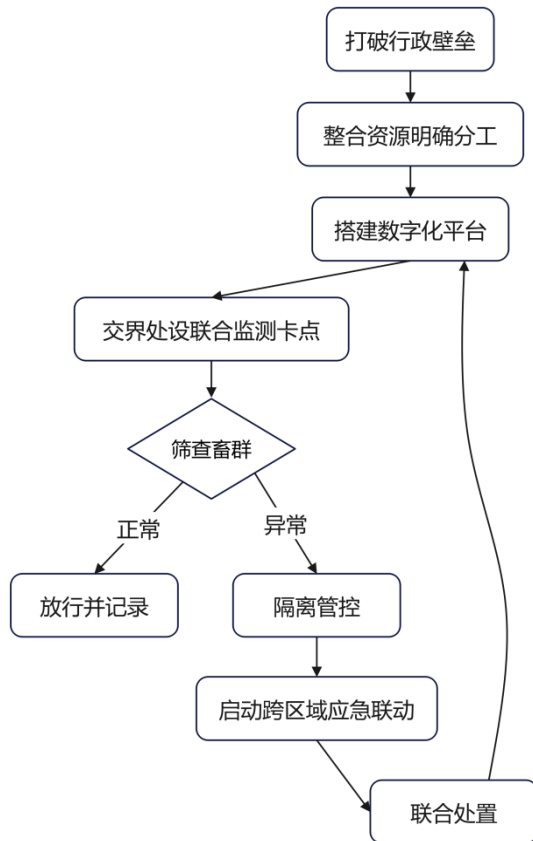 打破行政壁垒
整合资源明确分工
搭建数字化平台
交界处设联合监测卡点
筛查畜群
正常
异常
放行并记录
隔离管控
启动跨区域应急联动
联合处置